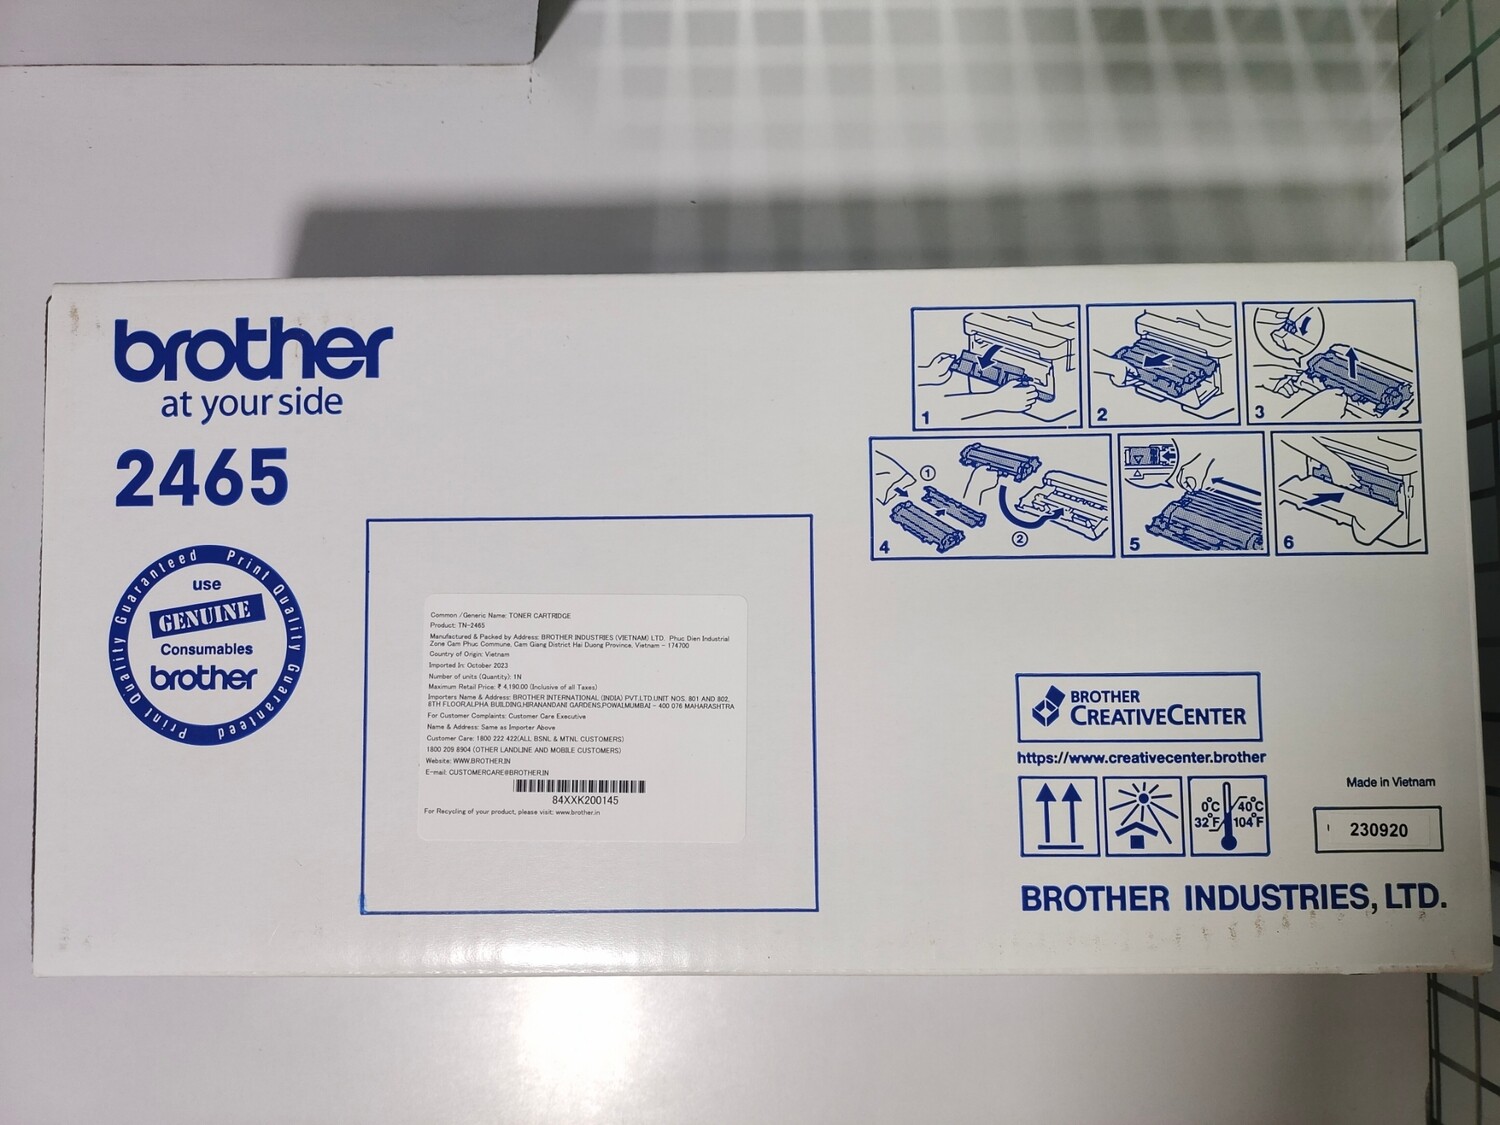 brother
at your side
2465
Print Quality Guaranteed Print Quality Guaranteed
use
GENUINE
Consumables
brother
Common /Generic Name: TONER CARTRIDGE
Product: TN-2465
Manufactured & Packed by Address: BROTHER INDUSTRIES (VIETNAM) LTD. Phuc Dien Industrial
Zone Cam Phuc Commune, Cam Giang District Hai Duong Province, Vietnam - 174700
Country of Origin: Vietnam
Imported In: October 2023
Number of units (Quantity): 1N
Maximum Retail Price: ₹ 4,190.00 (Inclusive of all Taxes)
Importers Name & Address: BROTHER INTERNATIONAL (INDIA) PVT.LTD.UNIT NOS. 801 AND 802,
8TH FLOORALPHA BUILDING,HIRANANDANI GARDENS,POWAI,MUMBAI - 400 076 MAHARASHTRA
For Customer Complaints: Customer Care Executive
Name & Address: Same as Importer Above
Customer Care: 1800 222 422(ALL BSNL & MTNL CUSTOMERS)
1800 209 8904 (OTHER LANDLINE AND MOBILE CUSTOMERS)
Website: WWW.BROTHER.IN
E-mail: CUSTOMERCARE@BROTHER.IN
84XXK200145
For Recycling of your product, please visit: www.brother.in
1
2
3
4
1
2
5
6
BROTHER
CREATIVECENTER
https://www.creativecenter.brother
0°C 40°C
32°F 104°F
Made in Vietnam
230920
BROTHER INDUSTRIES, LTD.